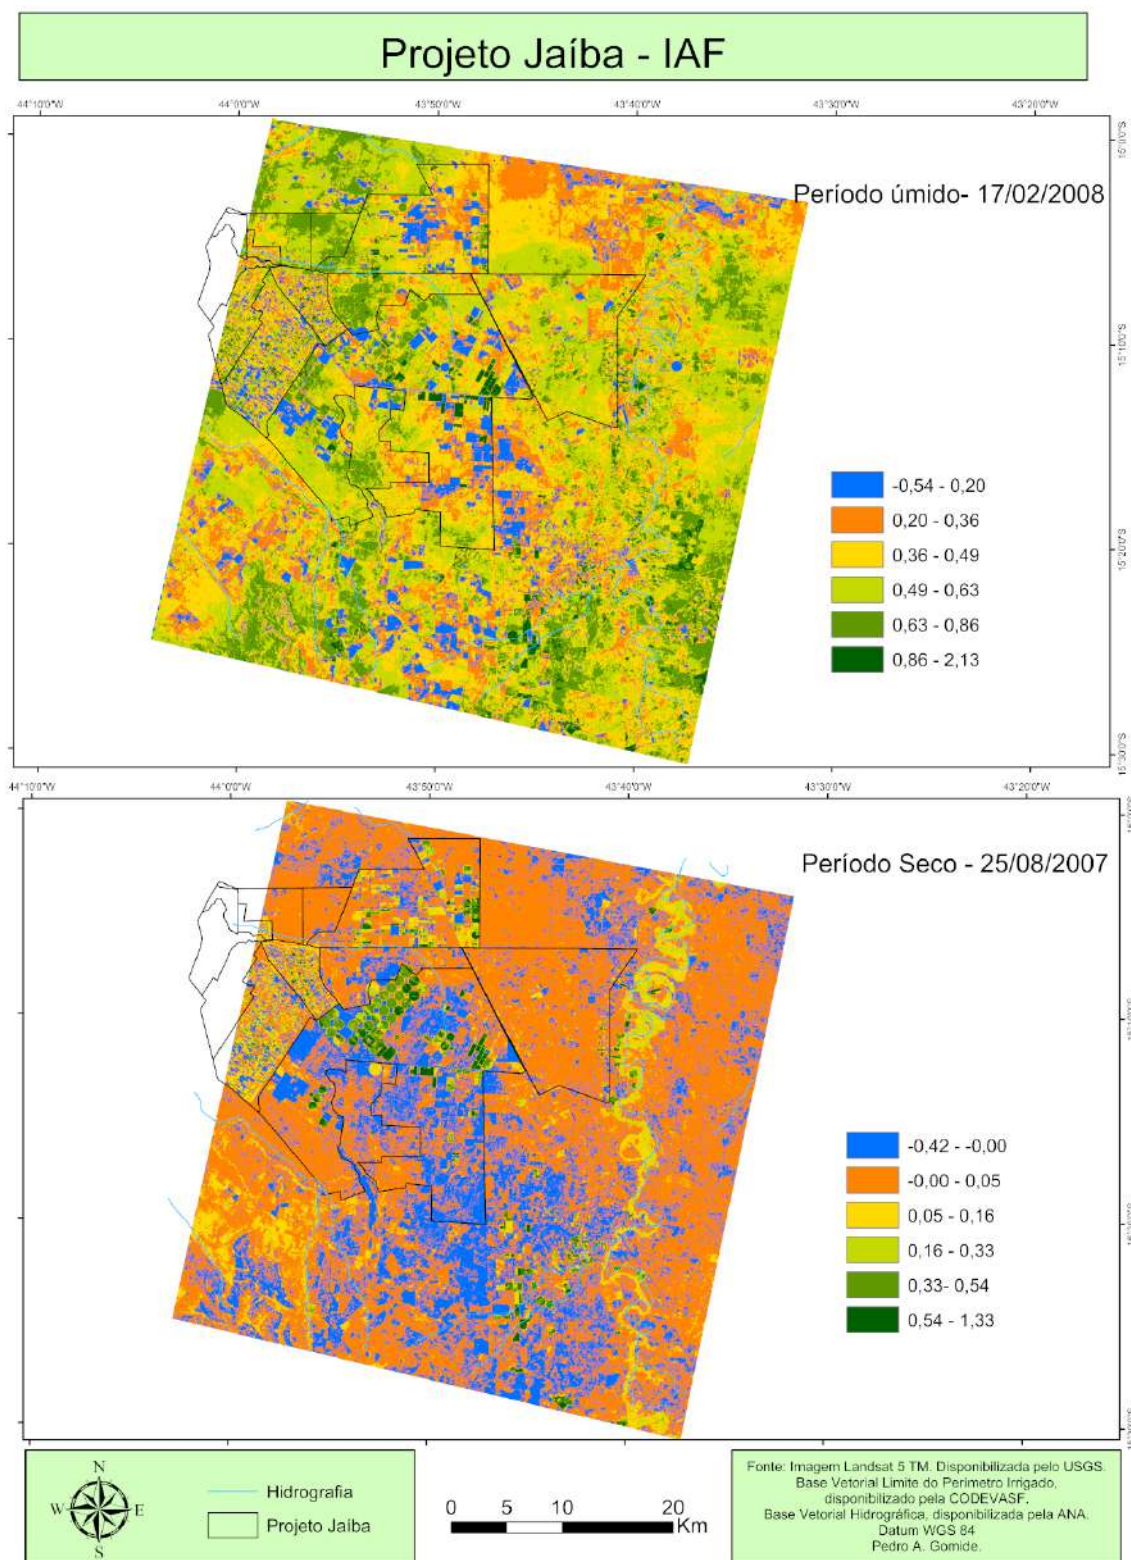 Projeto Jaíba - IAF
44°10'0"W 44°0'0"W 43°50'0"W 43°40'0"W 43°30'0"W 43°20'0"W
15°0'0"S
Período úmido- 17/02/2008
15°10'0"S
-0,54 - 0,20
0,20 - 0,36
0,36 - 0,49
15°20'0"S
0,49 - 0,63
0,63 - 0,86
0,86 - 2,13
15°30'0"S
44°10'0"W 44°0'0"W 43°50'0"W 43°40'0"W 43°30'0"W 43°20'0"W
Período Seco - 25/08/2007
-0,42 - -0,00
-0,00 - 0,05
0,05 - 0,16
0,16 - 0,33
0,33- 0,54
0,54 - 1,33
N
W E
S
Hidrografia
Projeto Jaíba
0 5 10 20
Km
Fonte: Imagem Landsat 5 TM. Disponibilizada pelo USGS.
Base Vetorial Limite do Perimetro Irrigado,
disponibilizado pela CODEVASF.
Base Vetorial Hidrográfica, disponibilizada pela ANA.
Datum WGS 84
Pedro A. Gomide.